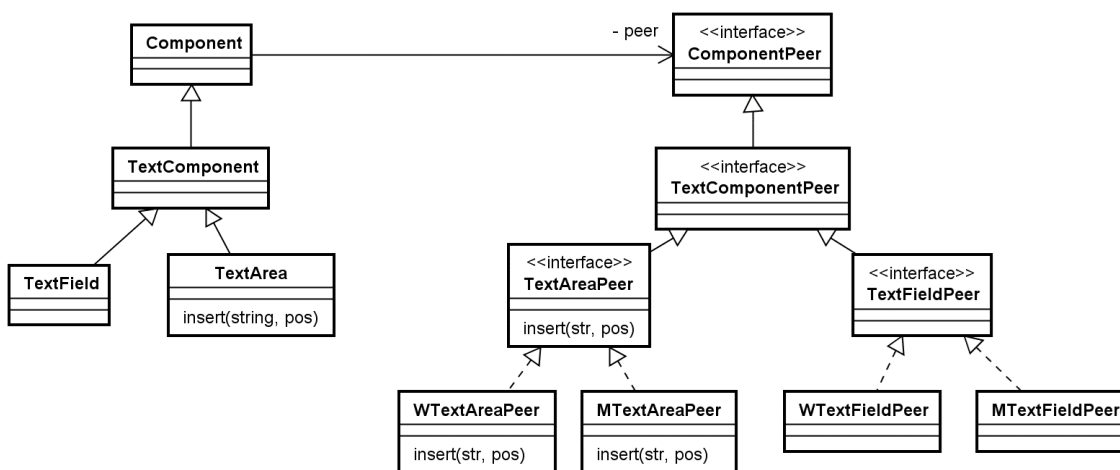 Component
- peer
<<interface>>
ComponentPeer
TextComponent
<<interface>>
TextComponentPeer
TextField
TextArea
insert(string, pos)
<<interface>>
TextAreaPeer
insert(str, pos)
<<interface>>
TextFieldPeer
WTextAreaPeer
insert(str, pos)
MTextAreaPeer
insert(str, pos)
WTextFieldPeer
MTextFieldPeer